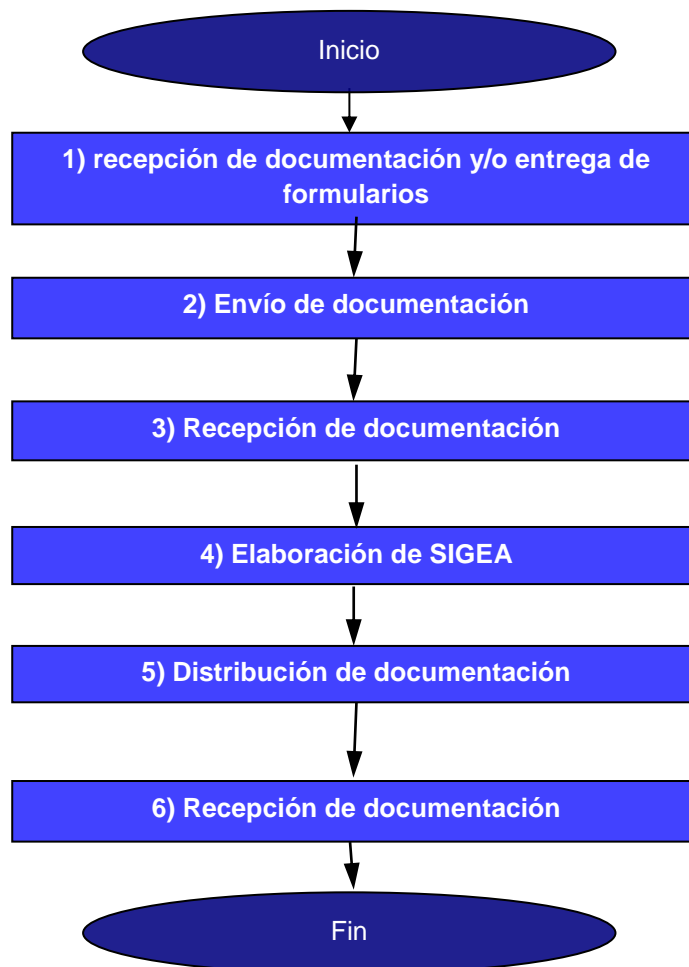 Inicio
1) recepción de documentación y/o entrega de
formularios
2) Envío de documentación
3) Recepción de documentación
4) Elaboración de SIGEA
5) Distribución de documentación
6) Recepción de documentación
Fin